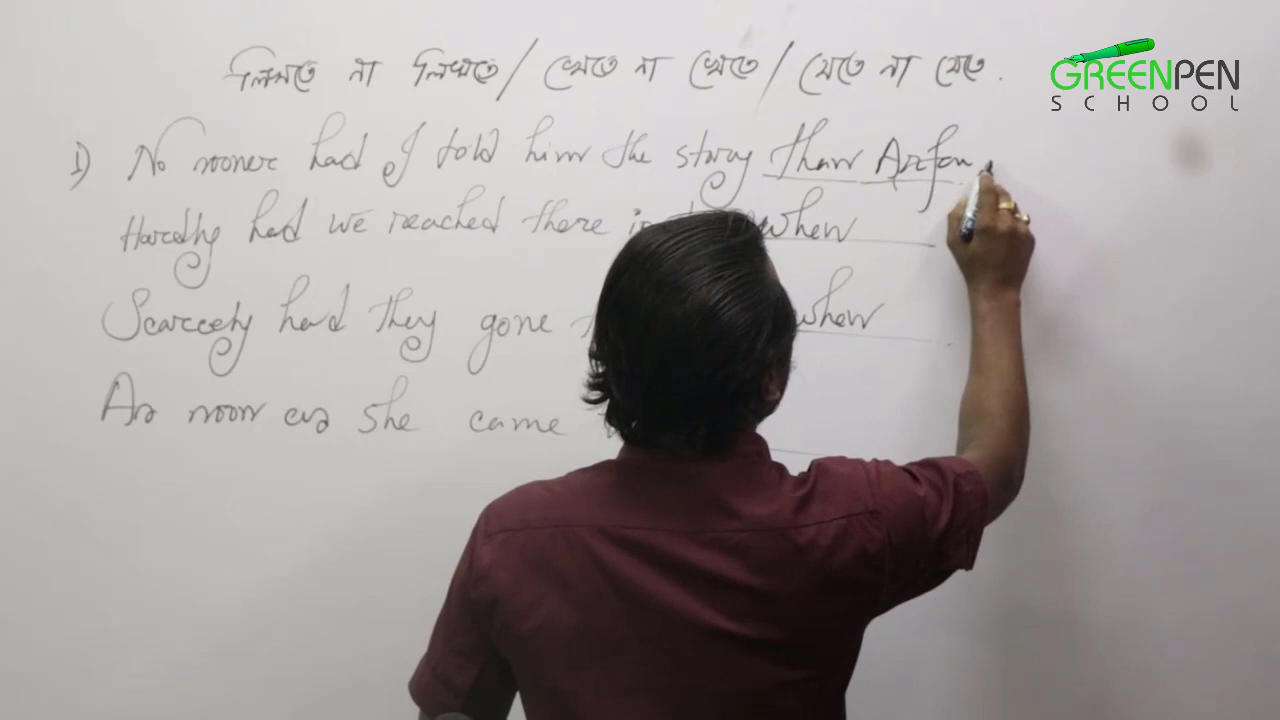 লিখতে না লিখতে / খেতে না খেতে / যেতে না যেতে.
GREENPEN
SCHOOL
1) No sooner had I told him the story than Arfan
Hardly had we reached there when
Scarcely had they gone when
As soon as she came